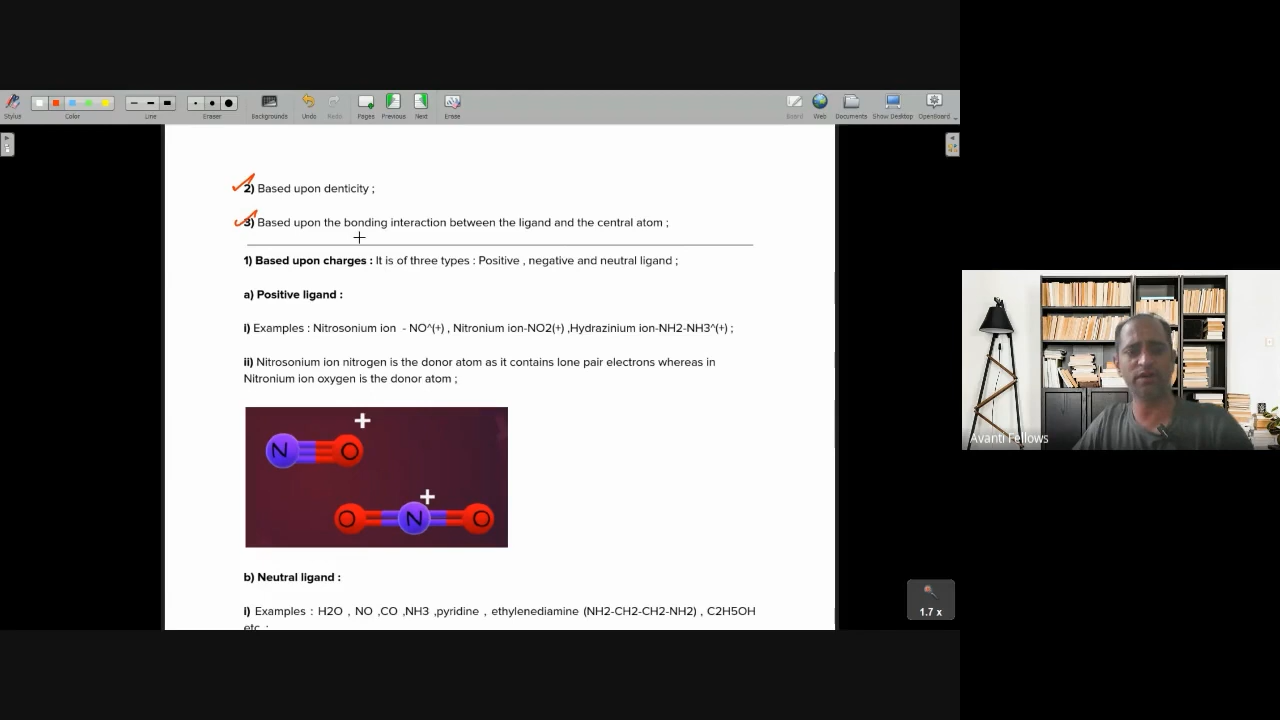 Stylus Color Line Eraser Backgrounds Undo Redo Pages Previous Next Erase Board Web Documents Show Desktop OpenBoard
2) Based upon denticity ;
3) Based upon the bonding interaction between the ligand and the central atom ;
1) Based upon charges : It is of three types : Positive , negative and neutral ligand ;
a) Positive ligand :
i) Examples : Nitrosonium ion - NO^(+) , Nitronium ion-NO2(+) ,Hydrazinium ion-NH2-NH3^(+) ;
ii) Nitrosonium ion nitrogen is the donor atom as it contains lone pair electrons whereas in
Nitronium ion oxygen is the donor atom ;
+
N O
+
O N O
b) Neutral ligand :
i) Examples : H2O , NO ,CO ,NH3 ,pyridine , ethylenediamine (NH2-CH2-CH2-NH2) , C2H5OH
etc. ;
1.7 x
Avanti Fellows